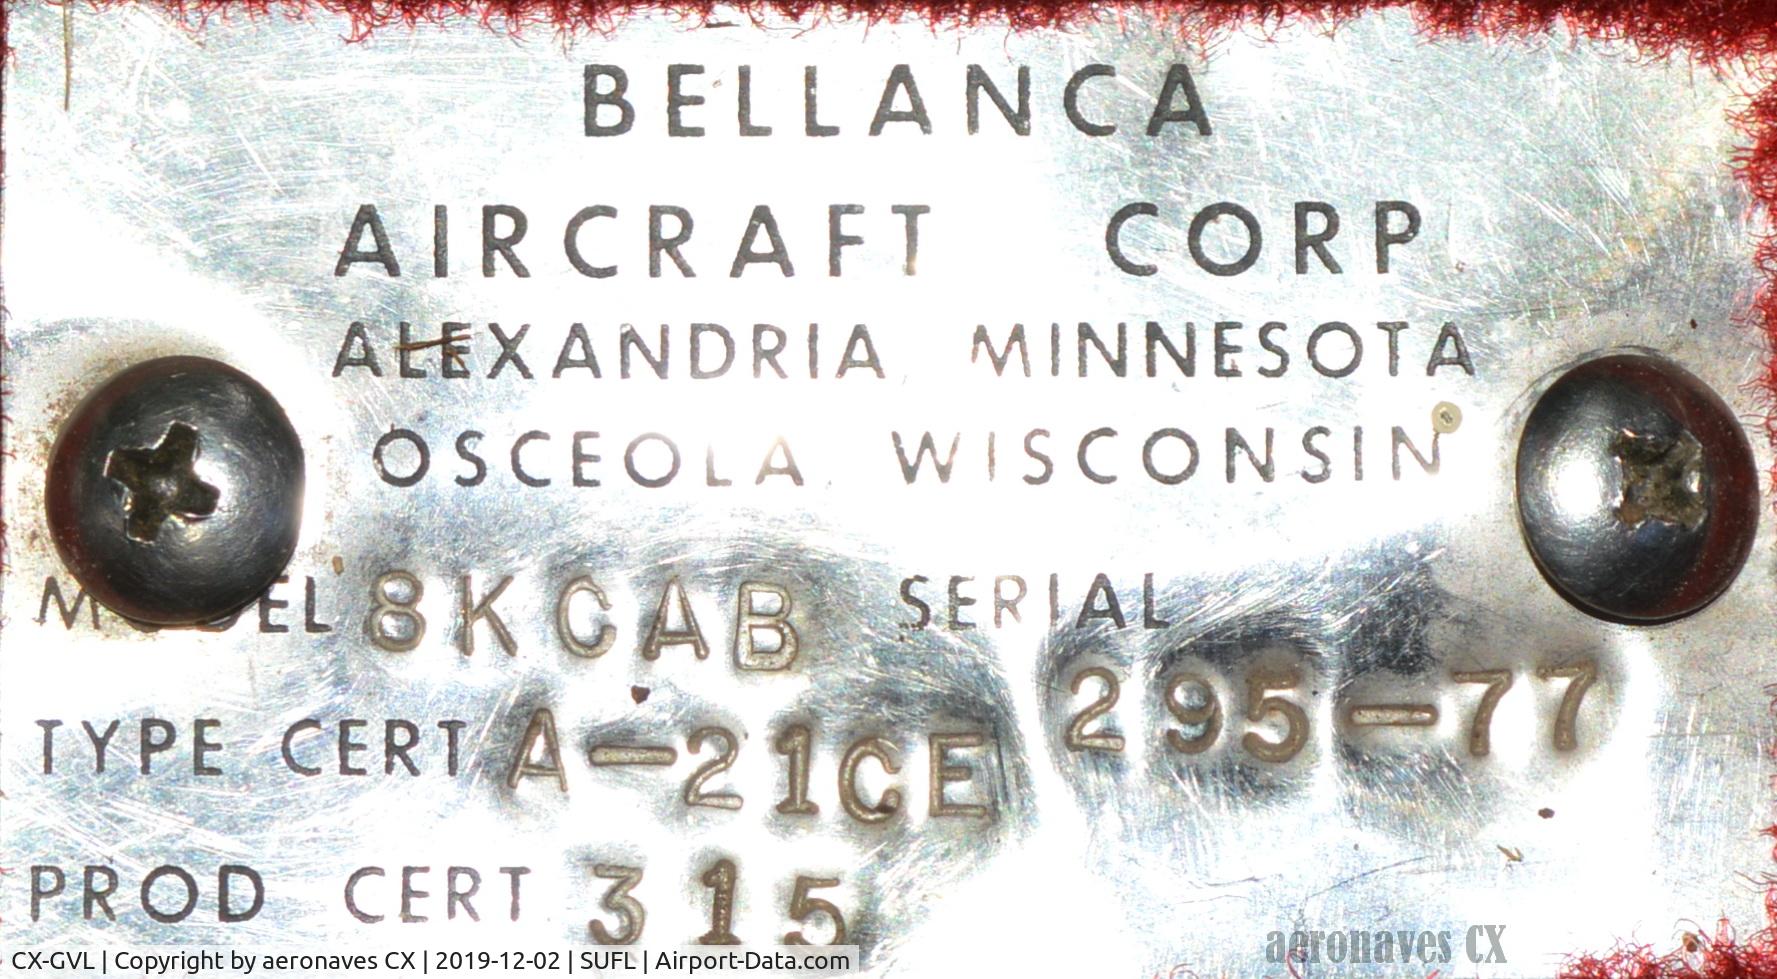 BELLANCA
AIRCRAFT CORP.
ALEXANDRIA, MINNESOTA
OSCEOLA, WISCONSIN
EL 8KCAB SERIAL
295-77
TYPE CERT A-21CE
PROD CERT 315
aeronaves CX
CX-GVL | Copyright by aeronaves CX | 2019-12-02 | SUFL | Airport-Data.com